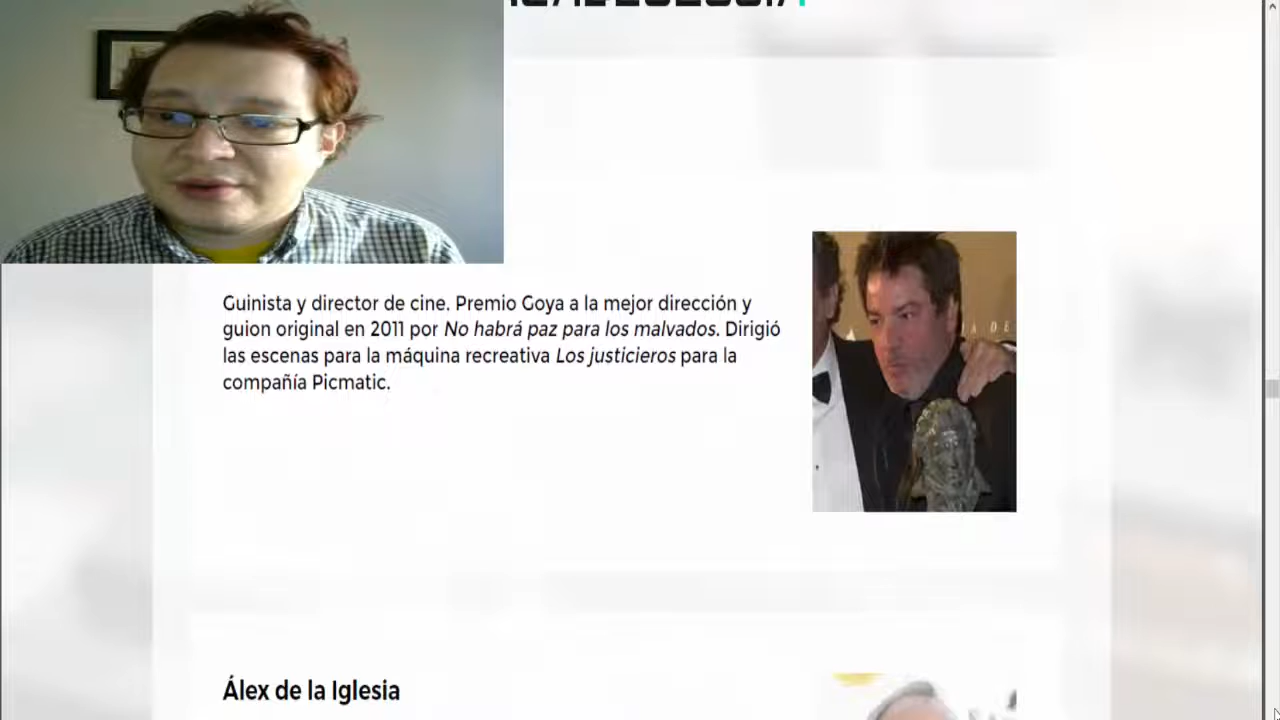 Guinista y director de cine. Premio Goya a la mejor dirección y
guion original en 2011 por No habrá paz para los malvados. Dirigió
las escenas para la máquina recreativa Los justicieros para la
compañía Picmatic.
Álex de la Iglesia